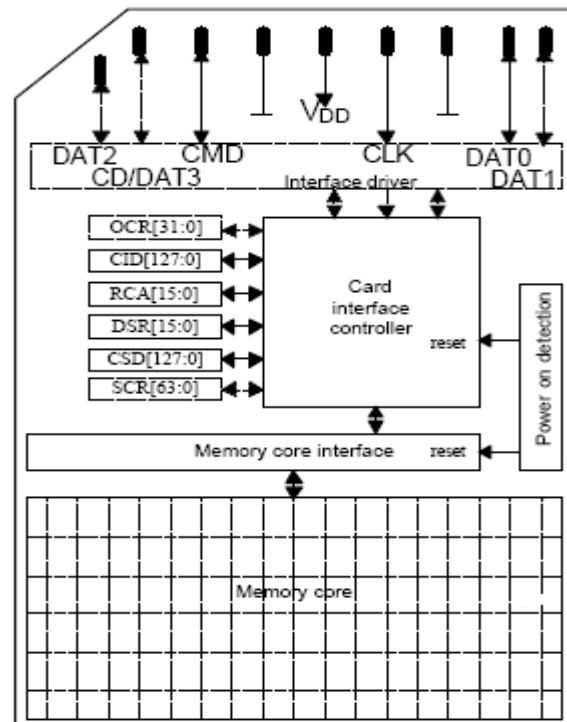 VDD
DAT2 CMD CLK DAT0
CD/DAT3 Interface driver DAT1
OCR[31:0]
CID[127:0]
RCA[15:0]
DSR[15:0]
CSD[127:0]
SCR[63:0]
Card
interface
controller
reset
Power on detection
Memory core interface reset
Memory core